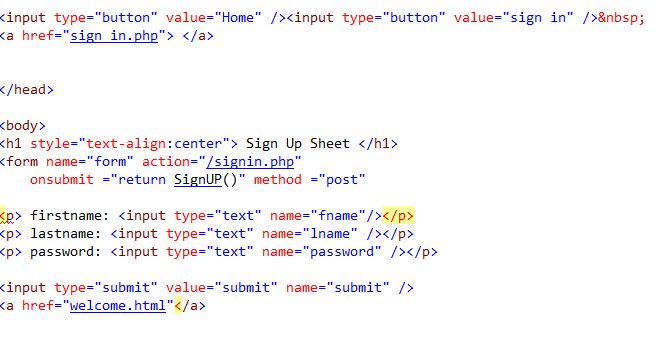 <input type="button" value="Home" /><input type="button" value="sign in" />&nbsp;
<a href="sign in.php"> </a>
</head>
<body>
<h1 style="text-align:center"> Sign Up Sheet </h1>
<form name="form" action="/signin.php"
onsubmit ="return SignUP()" method ="post"
<p> firstname: <input type="text" name="fname"/></p>
<p> lastname: <input type="text" name="lname" /></p>
<p> password: <input type="text" name="password" /></p>
<input type="submit" value="submit" name="submit" />
<a href="welcome.html"</a>